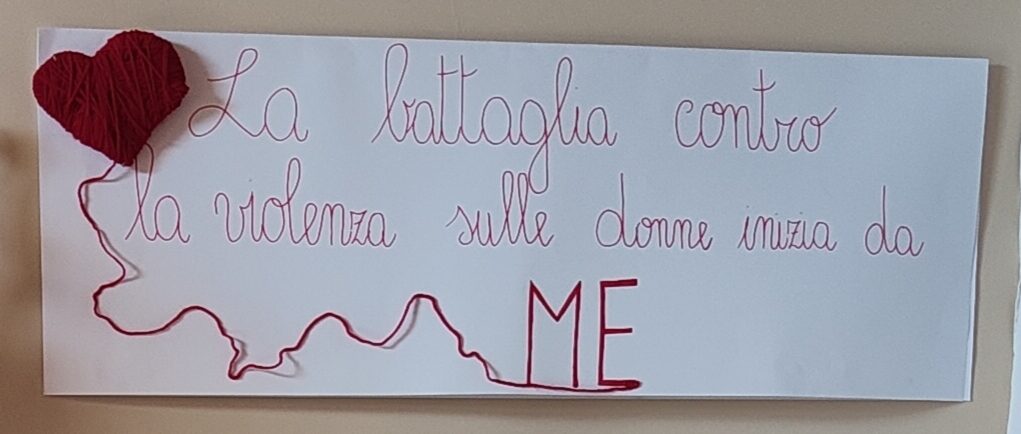 La battaglia contro
la violenza sulle donne inizia da
ME